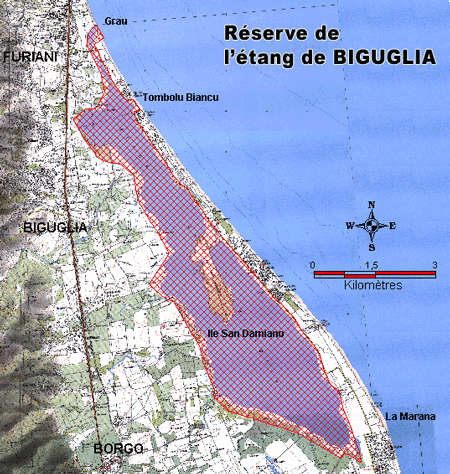 Réserve de
l'étang de BIGUGLIA
Grau
FURIANI
Tombolu Biancu
BIGUGLIA
N
W E
S
0 1,5 3
Kilomètres
Ile San Damianu
La Marana
BORGO